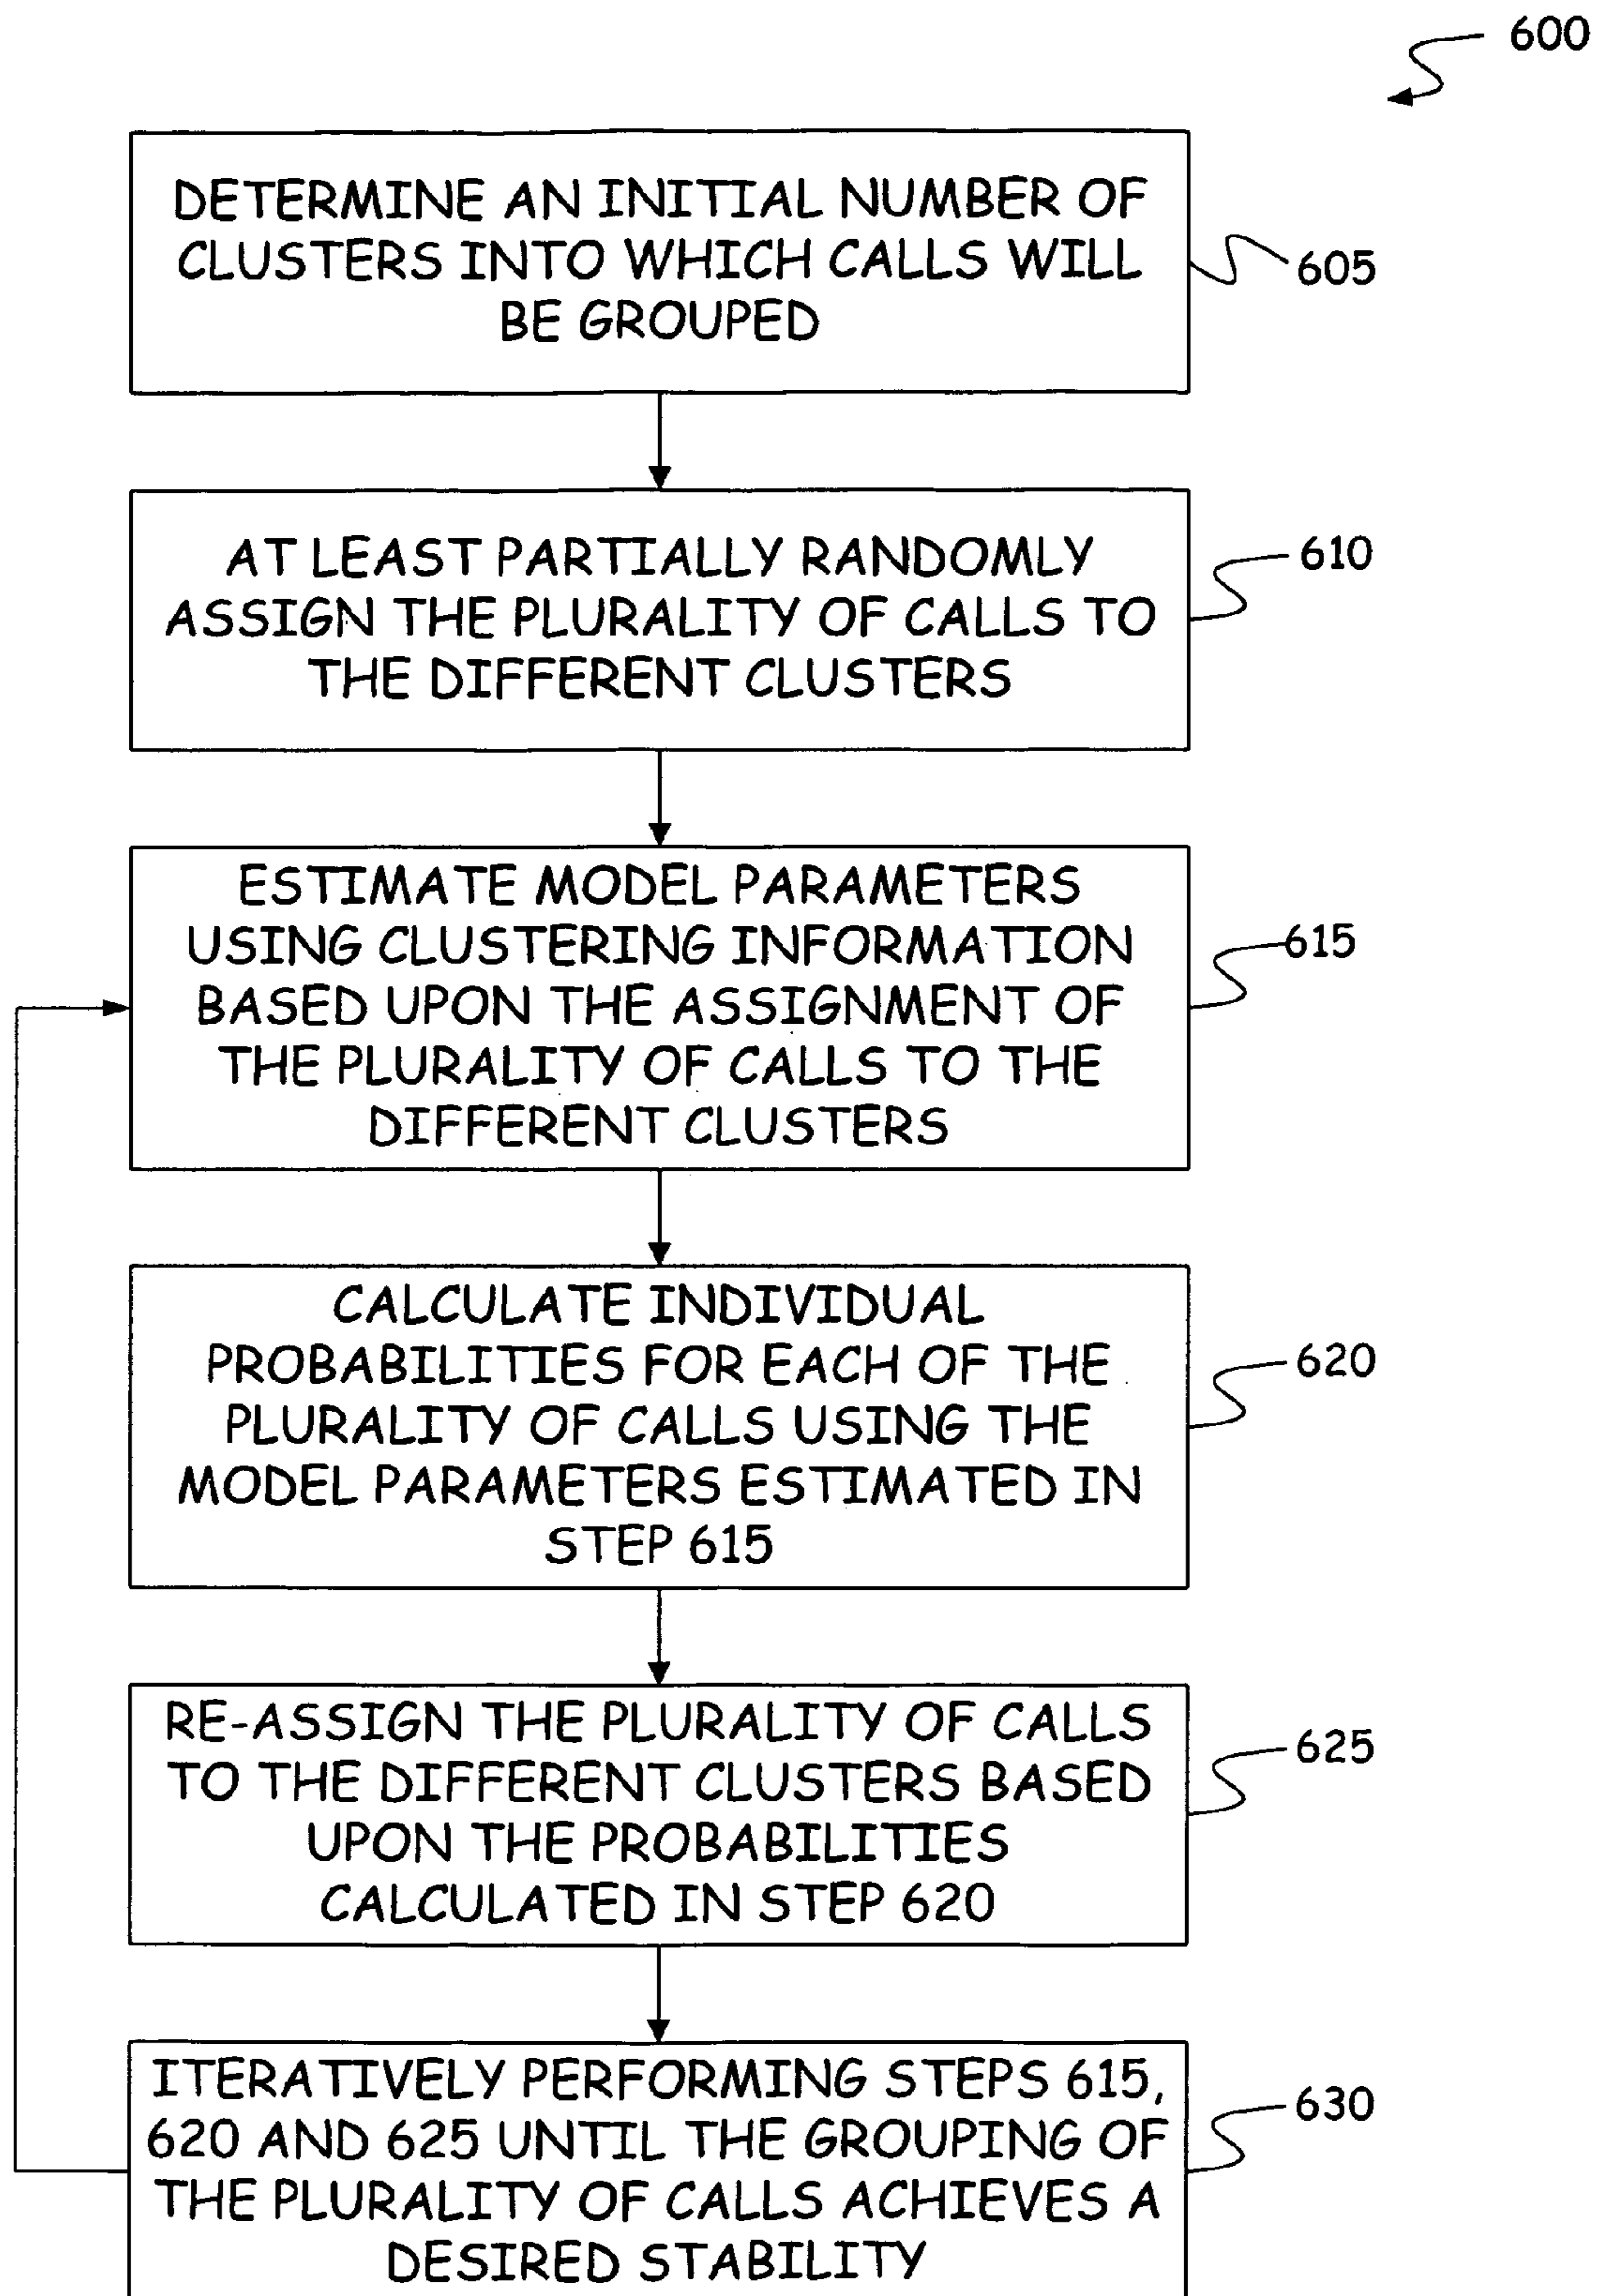 600
DETERMINE AN INITIAL NUMBER OF
CLUSTERS INTO WHICH CALLS WILL
BE GROUPED
605
AT LEAST PARTIALLY RANDOMLY
ASSIGN THE PLURALITY OF CALLS TO
THE DIFFERENT CLUSTERS
610
ESTIMATE MODEL PARAMETERS
USING CLUSTERING INFORMATION
BASED UPON THE ASSIGNMENT OF
THE PLURALITY OF CALLS TO THE
DIFFERENT CLUSTERS
615
CALCULATE INDIVIDUAL
PROBABILITIES FOR EACH OF THE
PLURALITY OF CALLS USING THE
MODEL PARAMETERS ESTIMATED IN
STEP 615
620
RE-ASSIGN THE PLURALITY OF CALLS
TO THE DIFFERENT CLUSTERS BASED
UPON THE PROBABILITIES
CALCULATED IN STEP 620
625
ITERATIVELY PERFORMING STEPS 615,
620 AND 625 UNTIL THE GROUPING OF
THE PLURALITY OF CALLS ACHIEVES A
DESIRED STABILITY
630